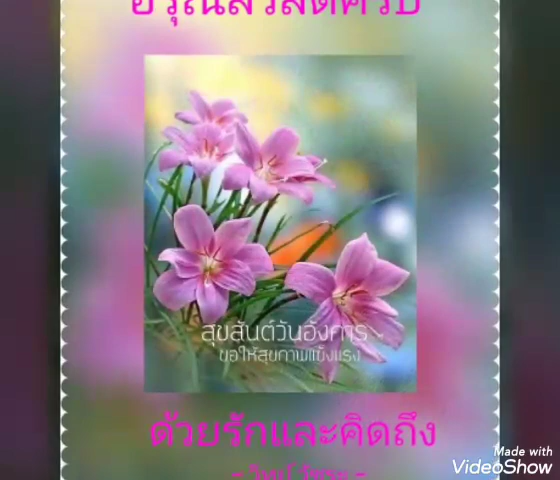 อรุณสวัสดิ์ครับ
สุขสันต์วันอังคาร~
ขอให้สุขภาพแข็งแรง
ด้วยรักและคิดถึง
Made with
VideoShow